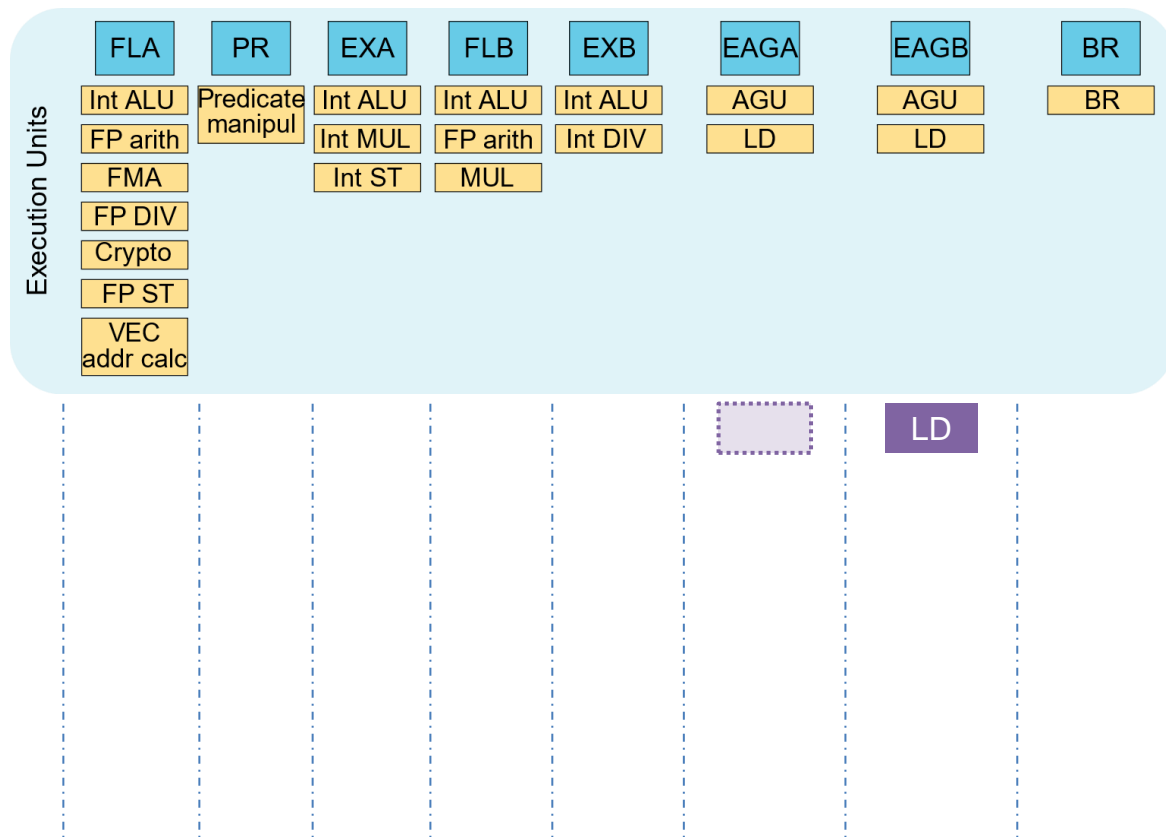 Execution Units
FLA
PR
EXA
FLB
EXB
EAGA
EAGB
BR
Int ALU
FP arith
FMA
FP DIV
Crypto
FP ST
VEC
addr calc
Predicate
manipul
Int ALU
Int MUL
Int ST
Int ALU
FP arith
MUL
Int ALU
Int DIV
AGU
LD
AGU
LD
BR
LD